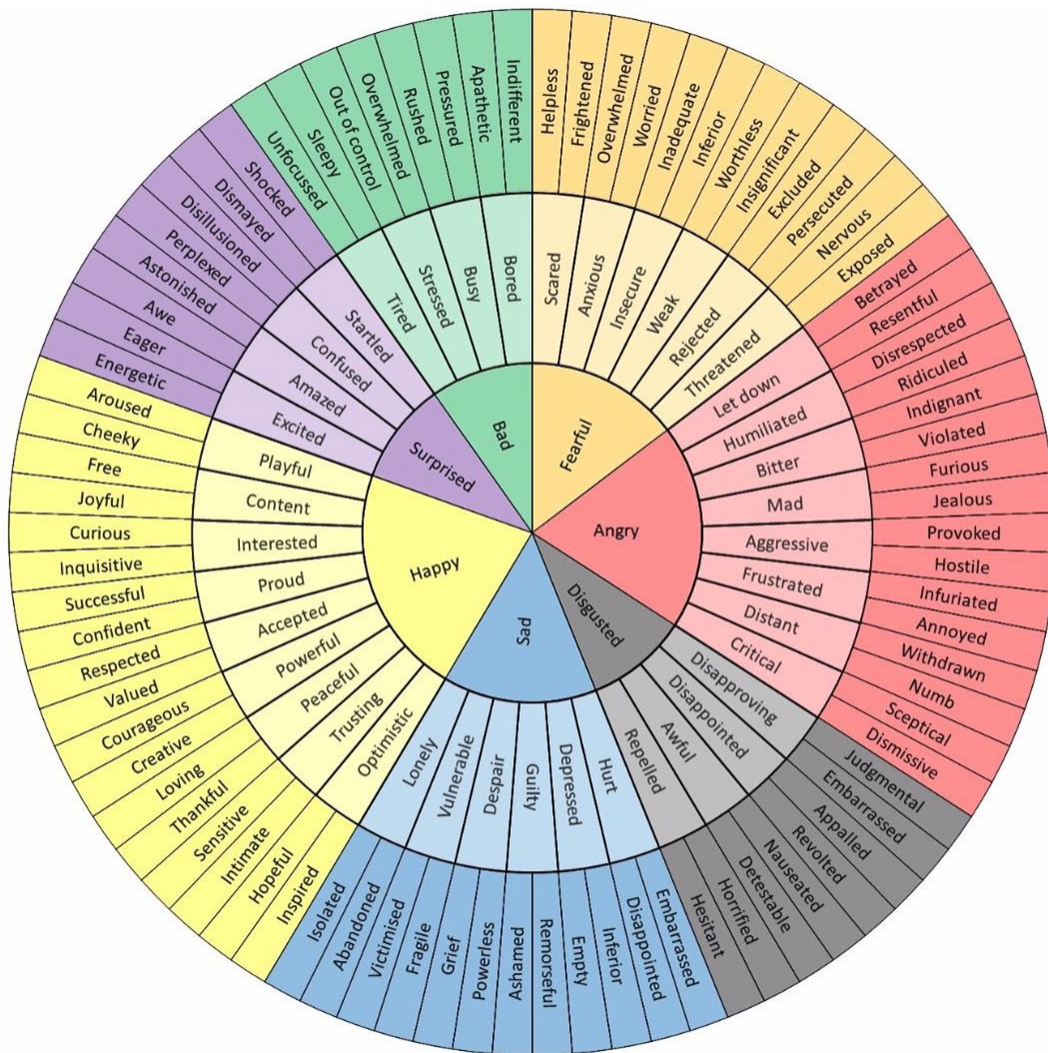 Fearful
Angry
Disgusted
Sad
Happy
Surprised
Bad
Scared
Anxious
Insecure
Weak
Rejected
Threatened
Let down
Humiliated
Bitter
Mad
Aggressive
Frustrated
Distant
Critical
Disapproving
Disappointed
Awful
Repelled
Hurt
Depressed
Guilty
Despair
Vulnerable
Lonely
Optimistic
Trusting
Peaceful
Powerful
Accepted
Proud
Interested
Content
Playful
Excited
Amazed
Confused
Startled
Tired
Stressed
Busy
Bored
Helpless
Frightened
Overwhelmed
Worried
Inadequate
Inferior
Worthless
Insignificant
Excluded
Persecuted
Nervous
Exposed
Betrayed
Resentful
Disrespected
Ridiculed
Indignant
Violated
Furious
Jealous
Provoked
Hostile
Infuriated
Annoyed
Withdrawn
Numb
Sceptical
Dismissive
Judgmental
Embarrassed
Appalled
Revolted
Nauseated
Detestable
Horrified
Hesitant
Embarrassed
Disappointed
Inferior
Empty
Remorseful
Ashamed
Powerless
Grief
Fragile
Victimised
Abandoned
Isolated
Inspired
Hopeful
Intimate
Sensitive
Thankful
Loving
Creative
Courageous
Valued
Respected
Confident
Successful
Inquisitive
Curious
Joyful
Free
Cheeky
Aroused
Energetic
Eager
Awe
Astonished
Perplexed
Disillusioned
Dismayed
Shocked
Unfocussed
Sleepy
Out of control
Overwhelmed
Rushed
Pressured
Apathetic
Indifferent